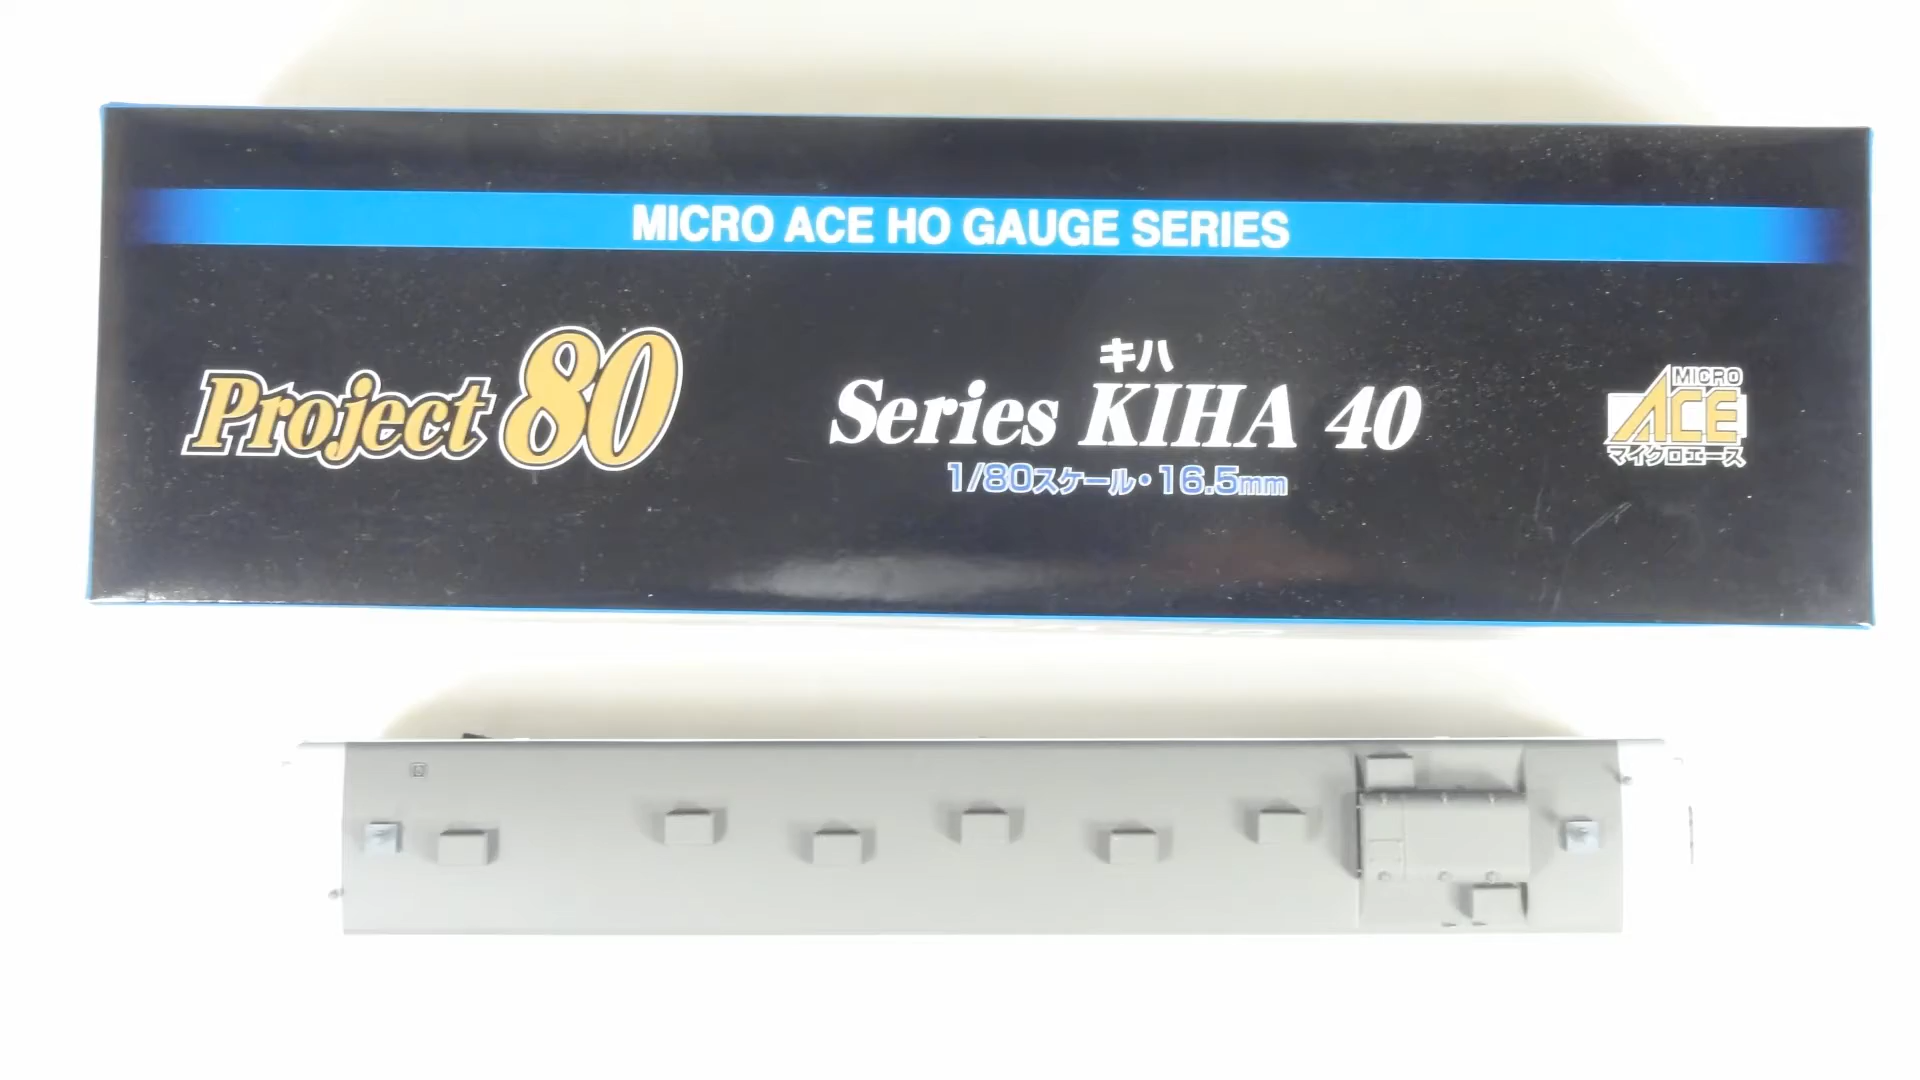 MICRO ACE HO GAUGE SERIES
Project 80
キハ
Series KIHA 40
1/80スケール・16.5mm
MICRO
ACE
マイクロエース